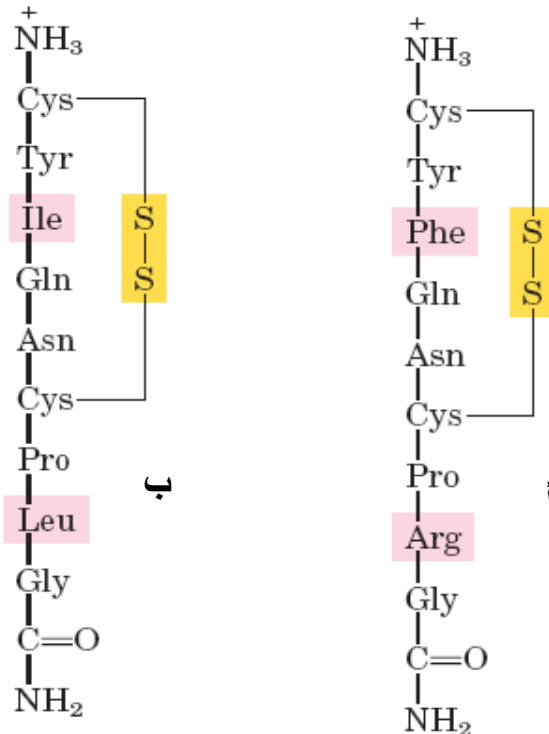 +
NH3
Cys
Tyr
Ile
S
S
Gln
Asn
Cys
Pro
ب
Leu
Gly
C=O
NH2
+
NH3
Cys
Tyr
Phe
S
S
Gln
Asn
Cys
Pro
Arg
Gly
C=O
NH2